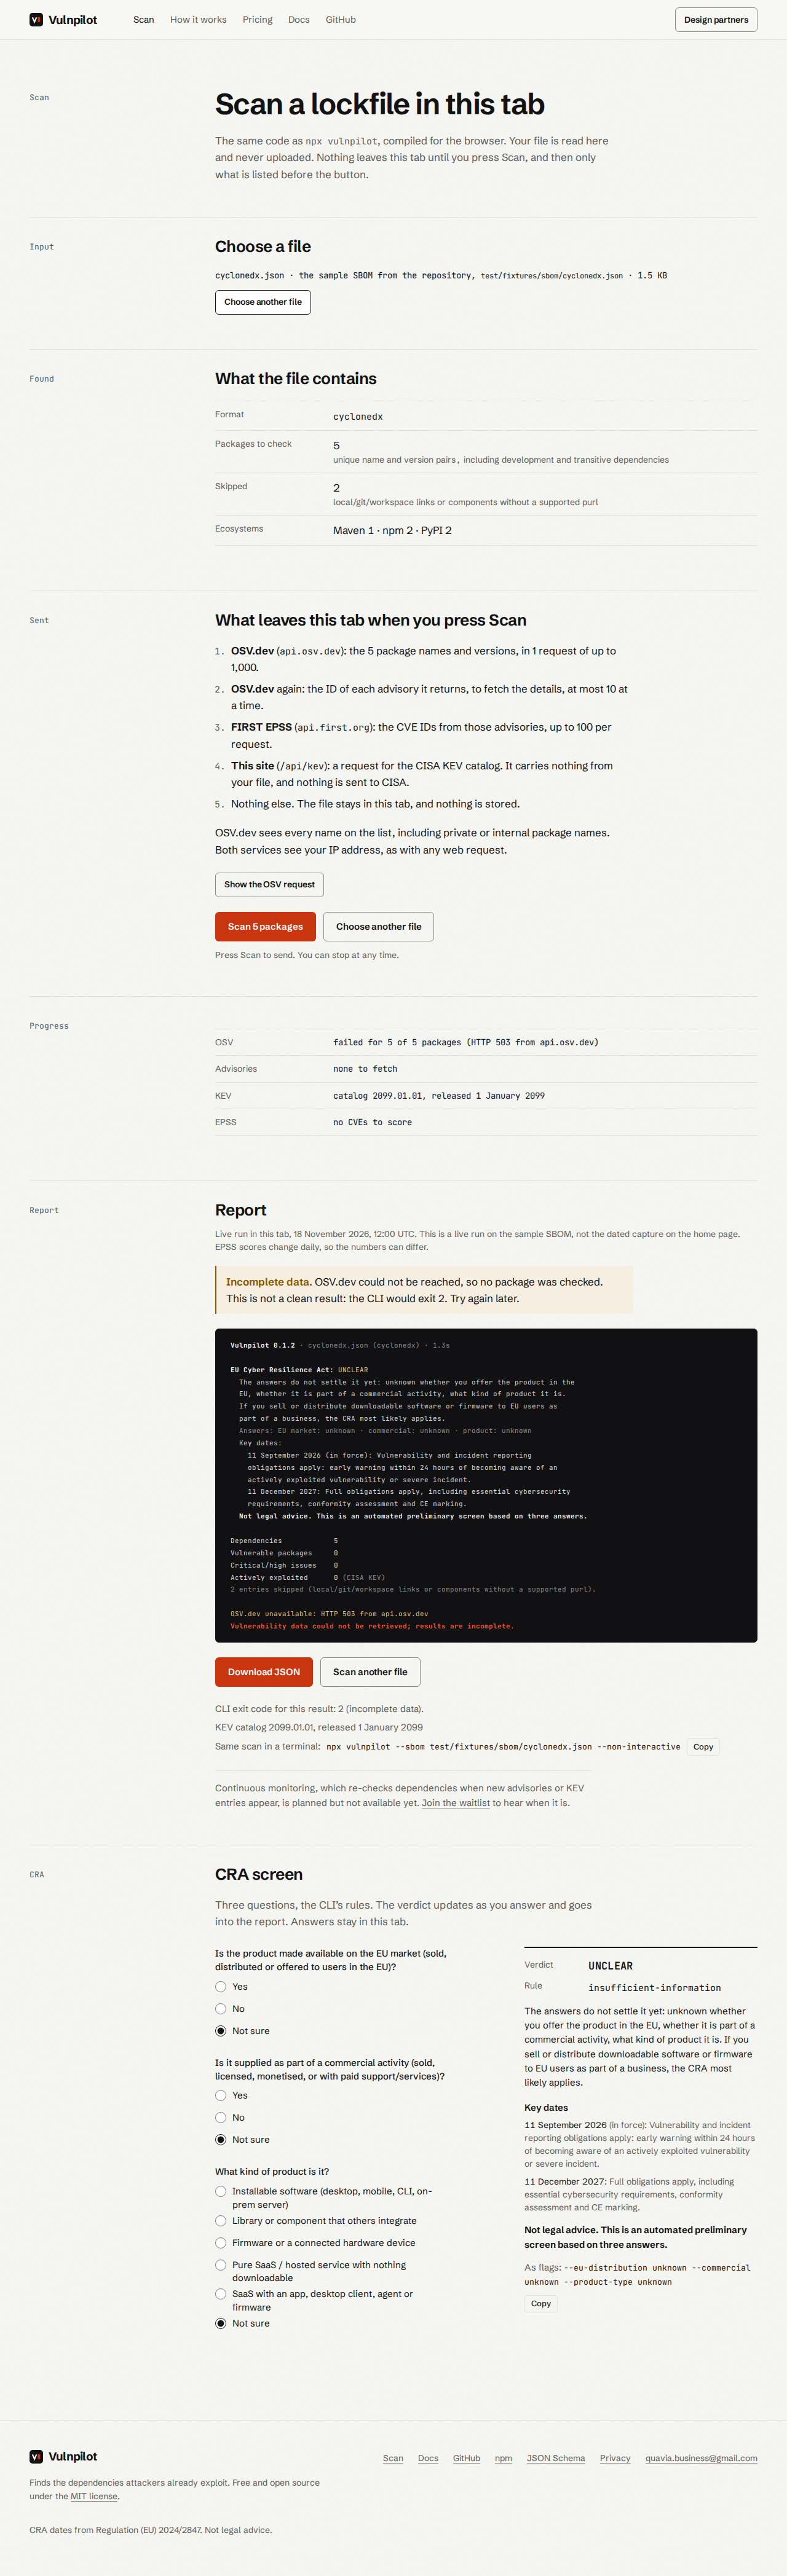 Vulnpilot Scan How it works Pricing Docs GitHub Design partners
Scan
Scan a lockfile in this tab
The same code as npx vulnpilot, compiled for the browser. Your file is read here
and never uploaded. Nothing leaves this tab until you press Scan, and then only
what is listed before the button.
Input
Choose a file
cyclonedx.json · the sample SBOM from the repository, test/fixtures/sbom/cyclonedx.json · 1.5 KB
Choose another file
Found
What the file contains
Format cyclonedx
Packages to check 5
unique name and version pairs, including development and transitive dependencies
Skipped 2
local/git/workspace links or components without a supported purl
Ecosystems Maven 1 · npm 2 · PyPI 2
Sent
What leaves this tab when you press Scan
1. OSV.dev (api.osv.dev): the 5 package names and versions, in 1 request of up to
1,000.
2. OSV.dev again: the ID of each advisory it returns, to fetch the details, at most 10 at
a time.
3. FIRST EPSS (api.first.org): the CVE IDs from those advisories, up to 100 per
request.
4. This site (/api/kev): a request for the CISA KEV catalog. It carries nothing from
your file, and nothing is sent to CISA.
5. Nothing else. The file stays in this tab, and nothing is stored.
OSV.dev sees every name on the list, including private or internal package names.
Both services see your IP address, as with any web request.
Show the OSV request
Scan 5 packages Choose another file
Press Scan to send. You can stop at any time.
Progress
OSV failed for 5 of 5 packages (HTTP 503 from api.osv.dev)
Advisories none to fetch
KEV catalog 2099.01.01, released 1 January 2099
EPSS no CVEs to score
Report
Report
Live run in this tab, 18 November 2026, 12:00 UTC. This is a live run on the sample SBOM, not the dated capture on the home page.
EPSS scores change daily, so the numbers can differ.
Incomplete data. OSV.dev could not be reached, so no package was checked.
This is not a clean result: the CLI would exit 2. Try again later.
Vulnpilot 0.1.2 · cyclonedx.json (cyclonedx) · 1.3s
EU Cyber Resilience Act: UNCLEAR
The answers do not settle it yet: unknown whether you offer the product in the
EU, whether it is part of a commercial activity, what kind of product it is.
If you sell or distribute downloadable software or firmware to EU users as
part of a business, the CRA most likely applies.
Answers: EU market: unknown · commercial: unknown · product: unknown
Key dates:
11 September 2026 (in force): Vulnerability and incident reporting
obligations apply: early warning within 24 hours of becoming aware of an
actively exploited vulnerability or severe incident.
11 December 2027: Full obligations apply, including essential cybersecurity
requirements, conformity assessment and CE marking.
Not legal advice. This is an automated preliminary screen based on three answers.
Dependencies 5
Vulnerable packages 0
Critical/high issues 0
Actively exploited 0 (CISA KEV)
2 entries skipped (local/git/workspace links or components without a supported purl).
OSV.dev unavailable: HTTP 503 from api.osv.dev
Vulnerability data could not be retrieved; results are incomplete.
Download JSON Scan another file
CLI exit code for this result: 2 (incomplete data).
KEV catalog 2099.01.01, released 1 January 2099
Same scan in a terminal: npx vulnpilot --sbom test/fixtures/sbom/cyclonedx.json --non-interactive Copy
Continuous monitoring, which re-checks dependencies when new advisories or KEV
entries appear, is planned but not available yet. Join the waitlist to hear when it is.
CRA
CRA screen
Three questions, the CLI's rules. The verdict updates as you answer and goes
into the report. Answers stay in this tab.
Is the product made available on the EU market (sold,
distributed or offered to users in the EU)?
Yes
No
Not sure
Is it supplied as part of a commercial activity (sold,
licensed, monetised, or with paid support/services)?
Yes
No
Not sure
What kind of product is it?
Installable software (desktop, mobile, CLI, on-
prem server)
Library or component that others integrate
Firmware or a connected hardware device
Pure SaaS / hosted service with nothing
downloadable
SaaS with an app, desktop client, agent or
firmware
Not sure
Verdict UNCLEAR
Rule insufficient-information
The answers do not settle it yet: unknown whether
you offer the product in the EU, whether it is part of a
commercial activity, what kind of product it is. If you
sell or distribute downloadable software or firmware
to EU users as part of a business, the CRA most
likely applies.
Key dates
11 September 2026 (in force): Vulnerability and incident
reporting obligations apply: early warning within 24 hours
of becoming aware of an actively exploited vulnerability
or severe incident.
11 December 2027: Full obligations apply, including
essential cybersecurity requirements, conformity
assessment and CE marking.
Not legal advice. This is an automated preliminary
screen based on three answers.
As flags: --eu-distribution unknown --commercial
unknown --product-type unknown
Copy
Vulnpilot
Scan Docs GitHub npm JSON Schema Privacy quavia.business@gmail.com
Finds the dependencies attackers already exploit. Free and open source
under the MIT license.
CRA dates from Regulation (EU) 2024/2847. Not legal advice.